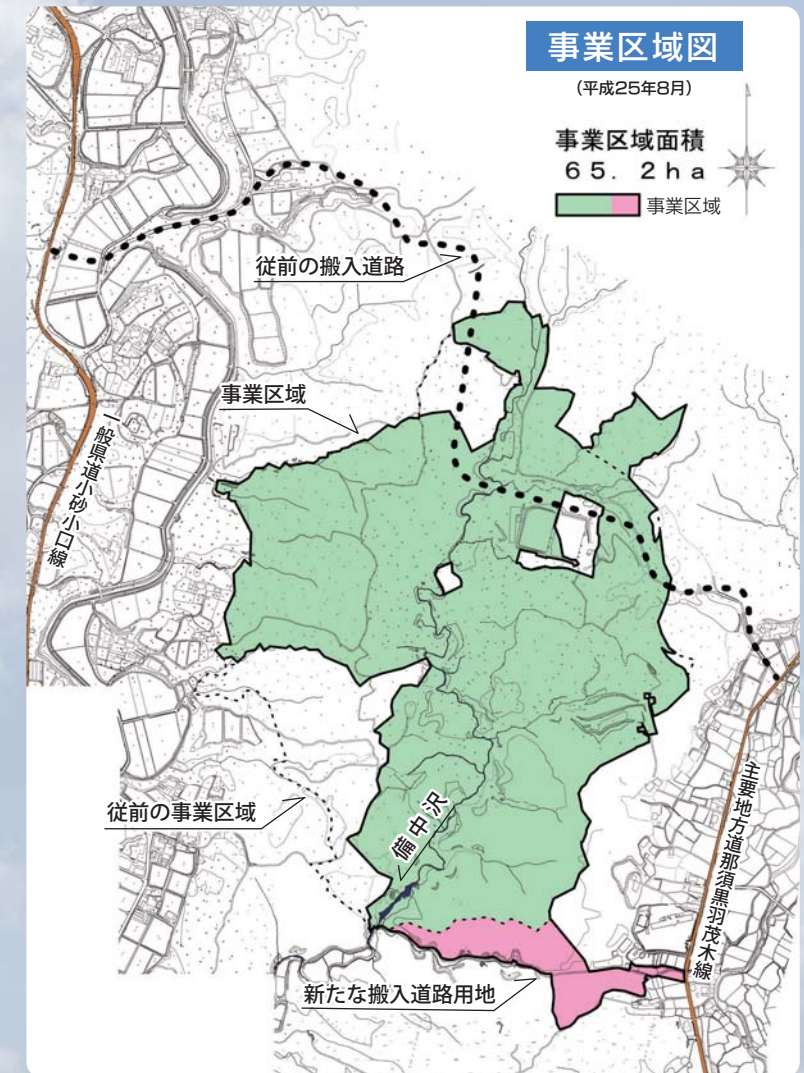 事業区域図
(平成25年8月)
事業区域面積
65.2ha
事業区域
従前の搬入道路
事業区域
一般県道小砂小口線
従前の事業区域
備中沢
主要地方道那須黒羽茂木線
新たな搬入道路用地